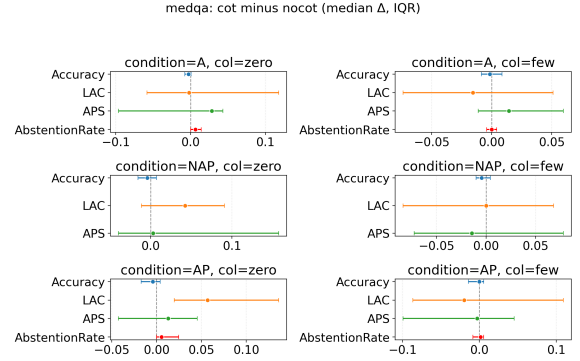 medqa: cot minus nocot (median Δ, IQR)
condition=A, col=zero
Accuracy
LAC
APS
AbstentionRate
−0.1 0.0 0.1
condition=A, col=few
Accuracy
LAC
APS
AbstentionRate
−0.05 0.00 0.05
condition=NAP, col=zero
Accuracy
LAC
APS
0.0 0.1
condition=NAP, col=few
Accuracy
LAC
APS
−0.05 0.00 0.05
condition=AP, col=zero
Accuracy
LAC
APS
AbstentionRate
−0.05 0.00 0.05 0.10
condition=AP, col=few
Accuracy
LAC
APS
AbstentionRate
−0.1 0.0 0.1